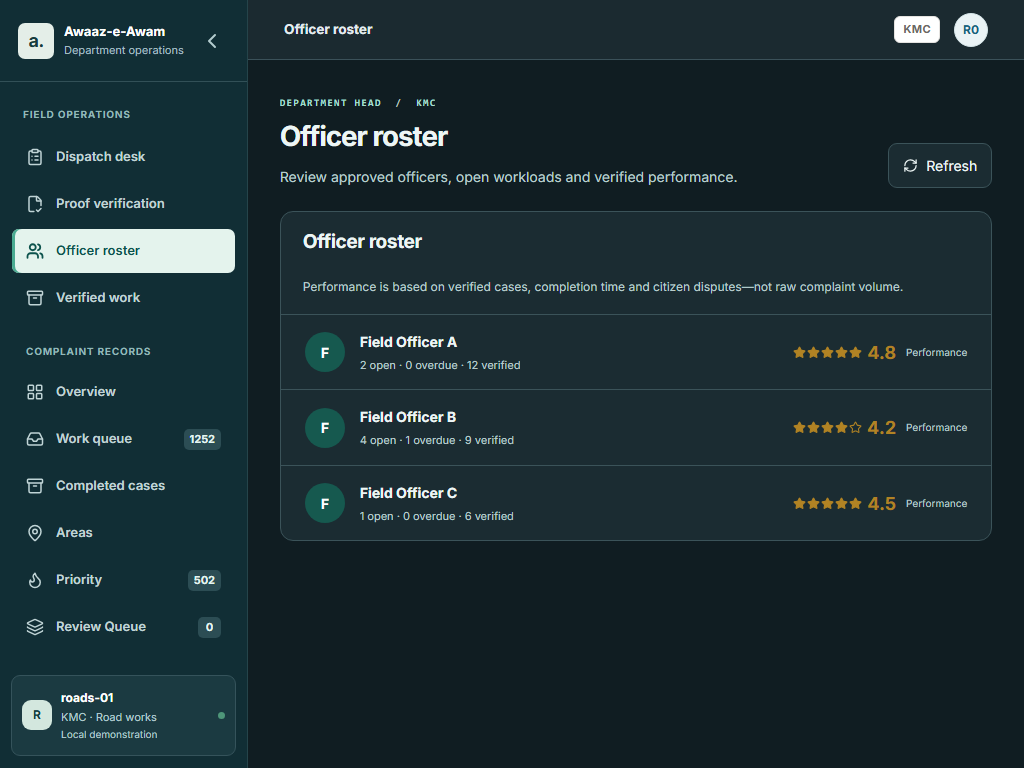 a.
Awaaz-e-Awam
Department operations
FIELD OPERATIONS
Dispatch desk
Proof verification
Officer roster
Verified work
COMPLAINT RECORDS
Overview
Work queue 1252
Completed cases
Areas
Priority 502
Review Queue 0
R
roads-01
KMC · Road works
Local demonstration
Officer roster
KMC
R0
DEPARTMENT HEAD / KMC
Officer roster
Review approved officers, open workloads and verified performance.
Refresh
Officer roster
Performance is based on verified cases, completion time and citizen disputes—not raw complaint volume.
F
Field Officer A
2 open · 0 overdue · 12 verified
4.8 Performance
F
Field Officer B
4 open · 1 overdue · 9 verified
4.2 Performance
F
Field Officer C
1 open · 0 overdue · 6 verified
4.5 Performance